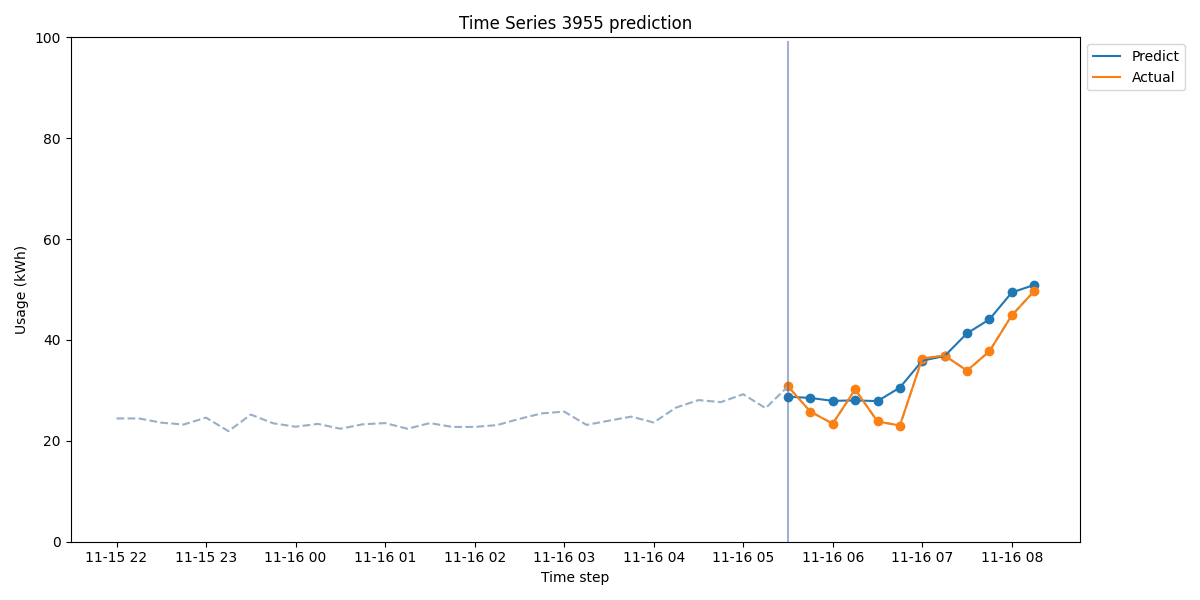 Time Series 3955 prediction
Predict
Actual
Usage (kWh)
100
80
60
40
20
0
11-15 22 11-15 23 11-16 00 11-16 01 11-16 02 11-16 03 11-16 04 11-16 05 11-16 06 11-16 07 11-16 08
Time step